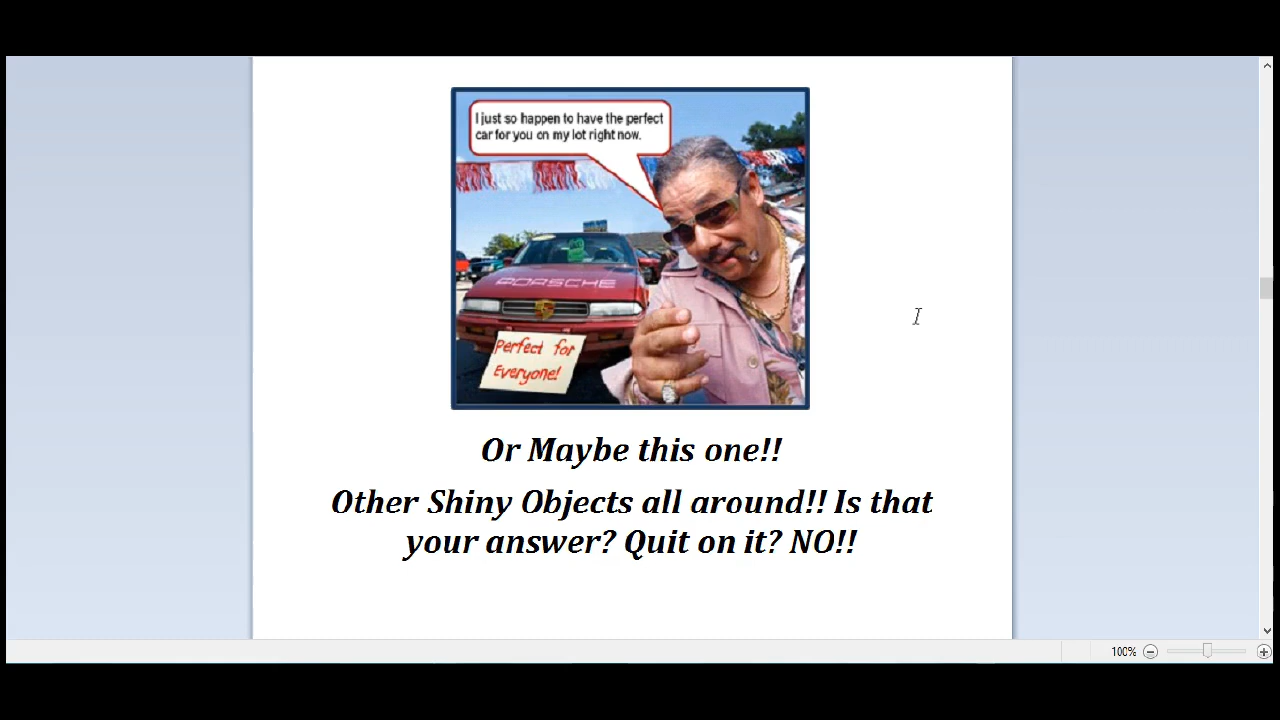 I just so happen to have the perfect
car for you on my lot right now.
PORSCHE
Perfect for
Everyone!
Or Maybe this one!!
Other Shiny Objects all around!! Is that
your answer? Quit on it? NO!!
100%